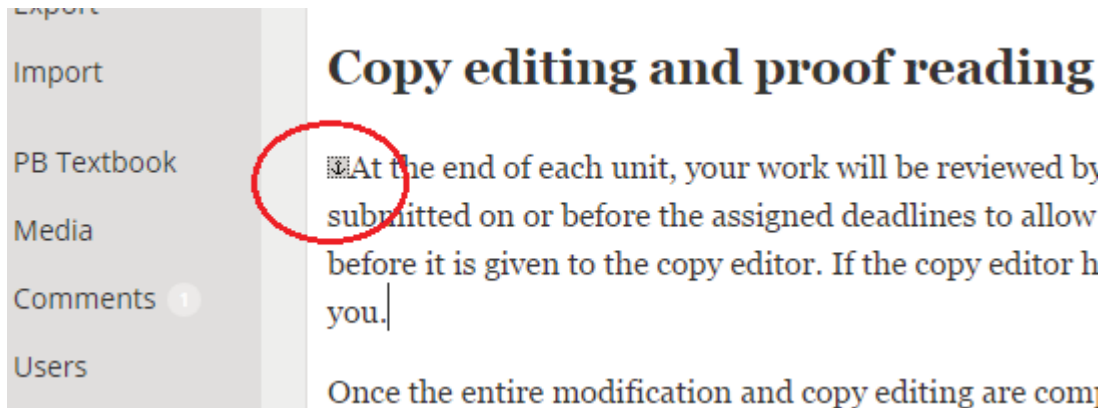 Export
Import
PB Textbook
Media
Comments 1
Users
Copy editing and proof reading
At the end of each unit, your work will be reviewed by
submitted on or before the assigned deadlines to allow
before it is given to the copy editor. If the copy editor h
you.
Once the entire modification and copy editing are comp